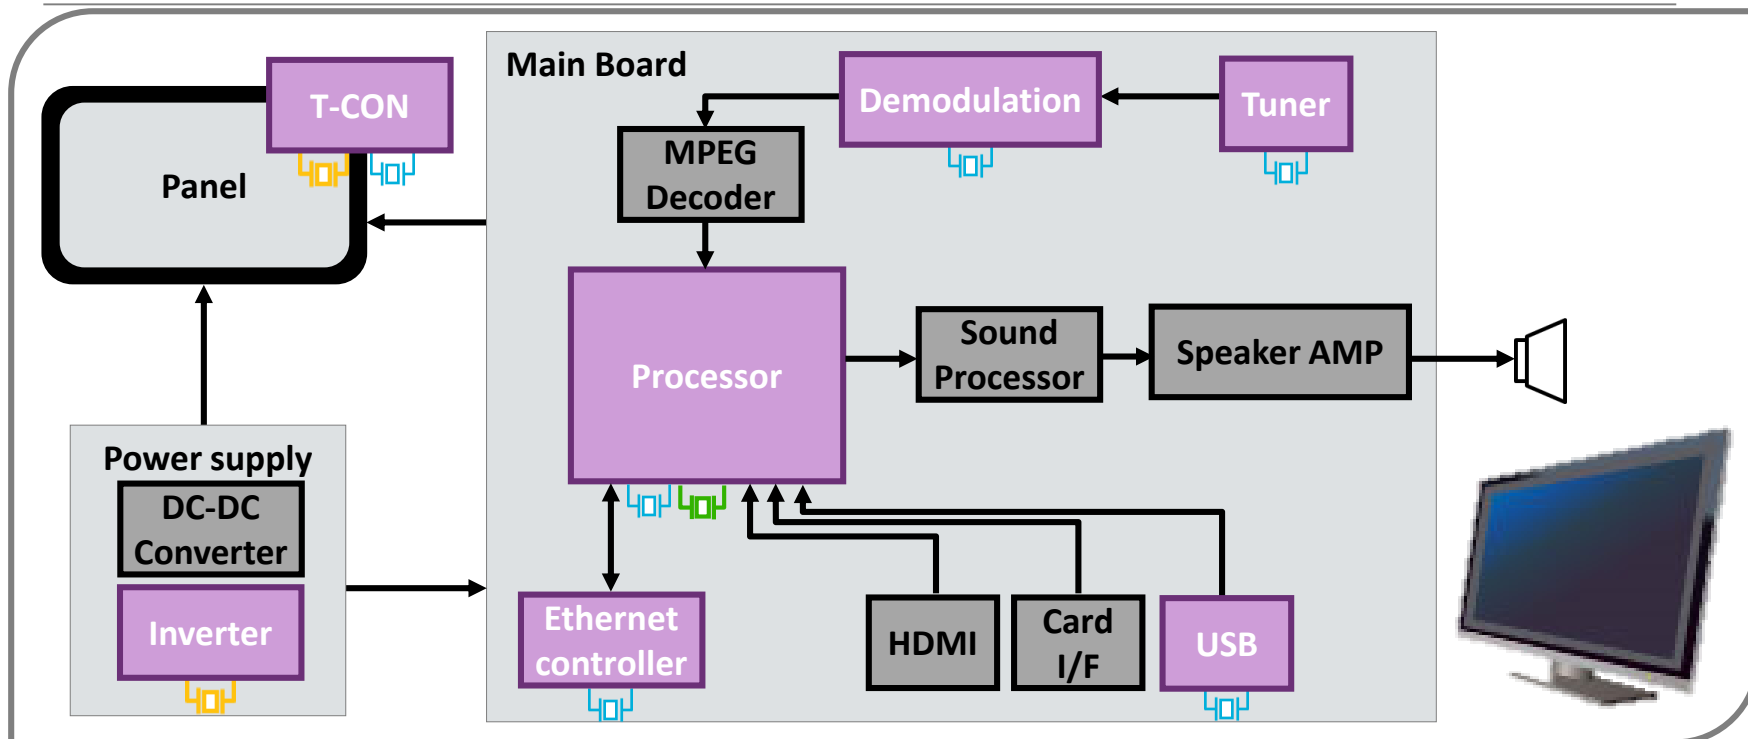 Main Board
T-CON
Demodulation
Tuner
MPEG
Decoder
Panel
Processor
Sound
Processor
Speaker AMP
Power supply
DC-DC
Converter
Inverter
Ethernet
controller
HDMI
Card
I/F
USB